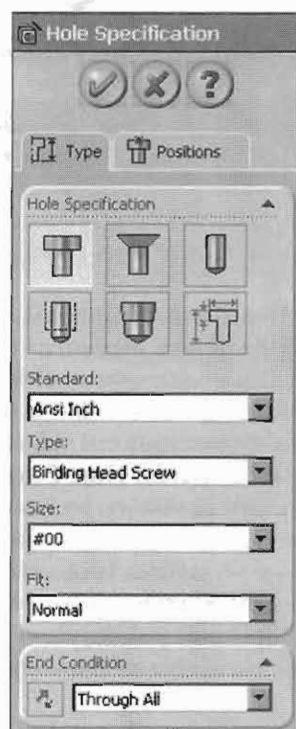 Hole Specification
?
Type Positions
Hole Specification
Standard:
Ansi Inch
Type:
Binding Head Screw
Size:
#00
Fit:
Normal
End Condition
Through All